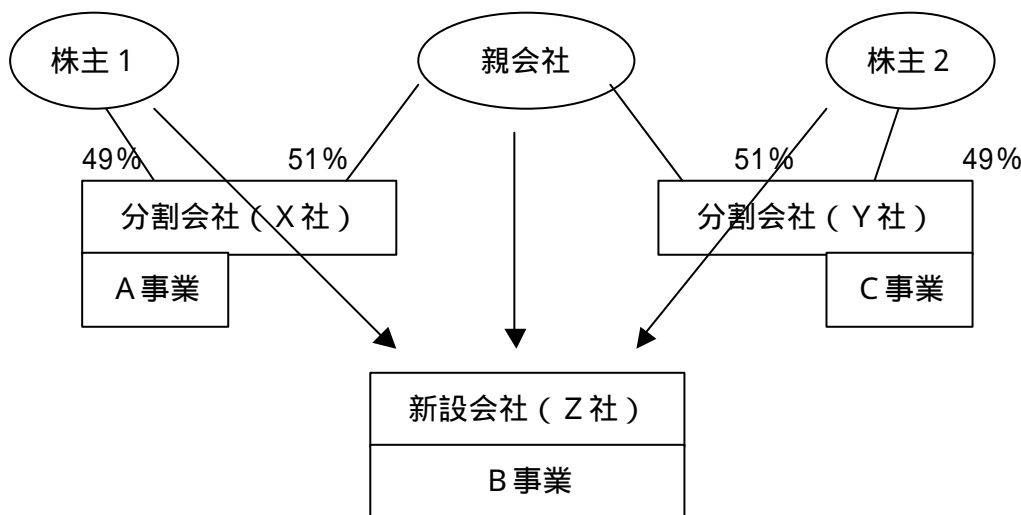 株主1
親会社
株主2
49%
51%
51%
49%
分割会社(X社)
分割会社(Y社)
A事業
C事業
新設会社(Z社)
B事業